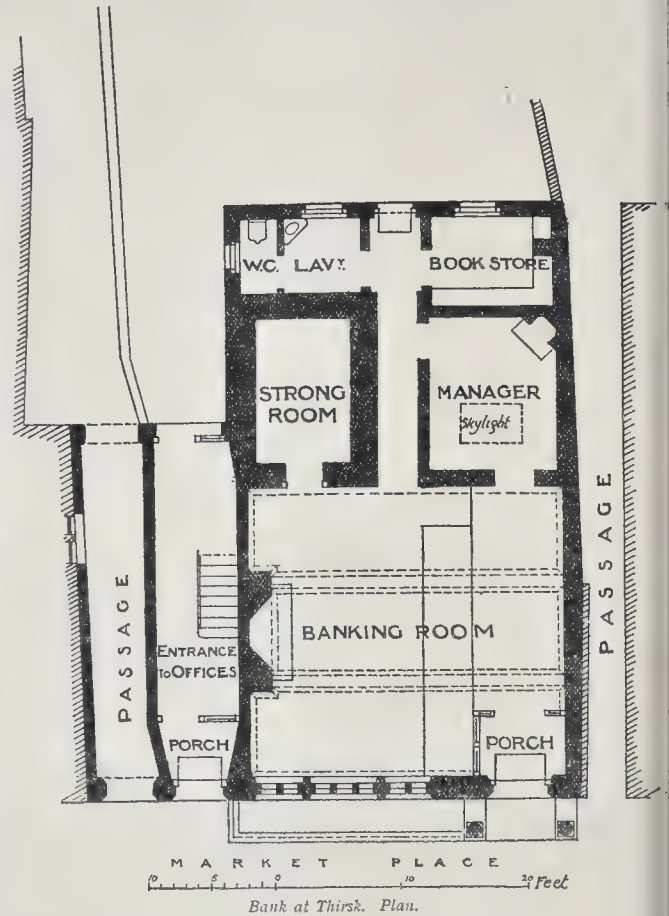 W.C. LAVY.
BOOK STORE
STRONG
ROOM
MANAGER
Skylight
PASSAGE
PASSAGE
BANKING ROOM
ENTRANCE
TO OFFICES
PORCH
PORCH
MARKET PLACE
10 5 0 10 20 Feet
Bank at Thirsk. Plan.